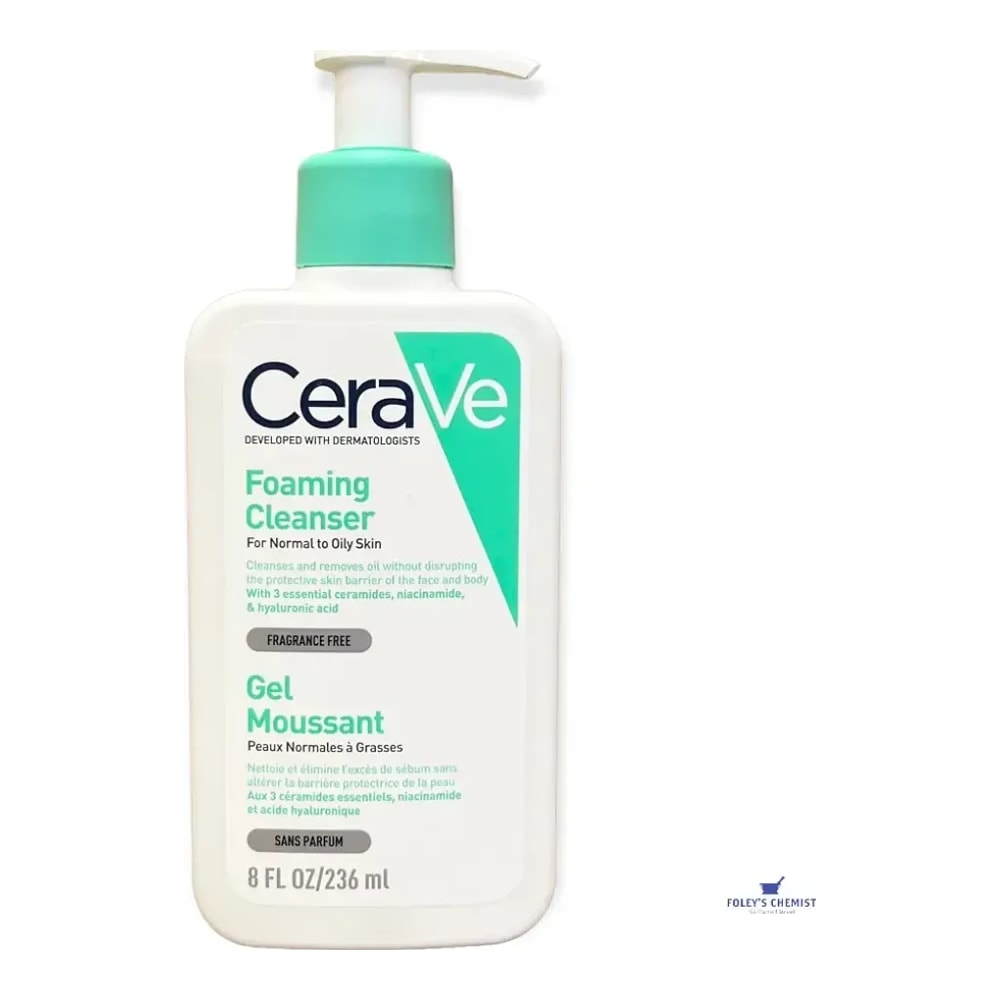 CeraVe
DEVELOPED WITH DERMATOLOGISTS
Foaming
Cleanser
For Normal to Oily Skin
Cleanses and removes oil without disrupting
the protective skin barrier of the face and body
With 3 essential ceramides, niacinamide,
& hyaluronic acid
FRAGRANCE FREE
Gel
Moussant
Peaux Normales à Grasses
Nettoie et élimine l'excès de sébum sans
altérer la barrière protectrice de la peau
Aux 3 céramides essentiels, niacinamide
et acide hyaluronique
SANS PARFUM
8 FL OZ/236 ml
FOLEY'S CHEMIST